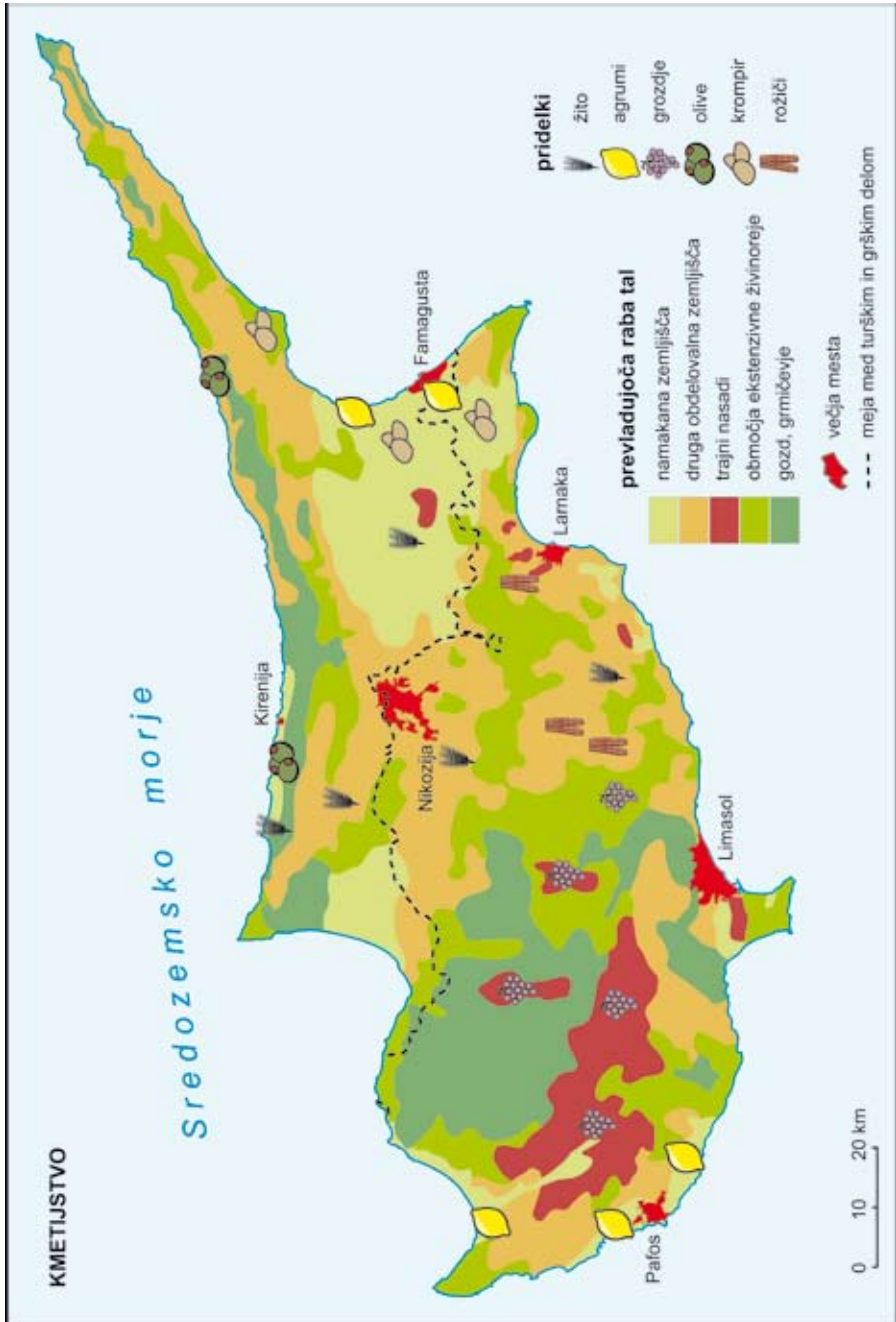 KMETIJSTVO
Sredozemsko morje
Kirenija
Nikozija
Famagusta
Larnaka
Limasol
Pafos
0 10 20 km
prevladujoča raba tal
namakana zemljišča
druga obdelovalna zemljišča
trajni nasadi
območja ekstenzivne živinoreje
gozd, grmičevje
večja mesta
meja med turškim in grškim delom
pridelki
žito
agrumi
grozdje
olive
krompir
rožiči